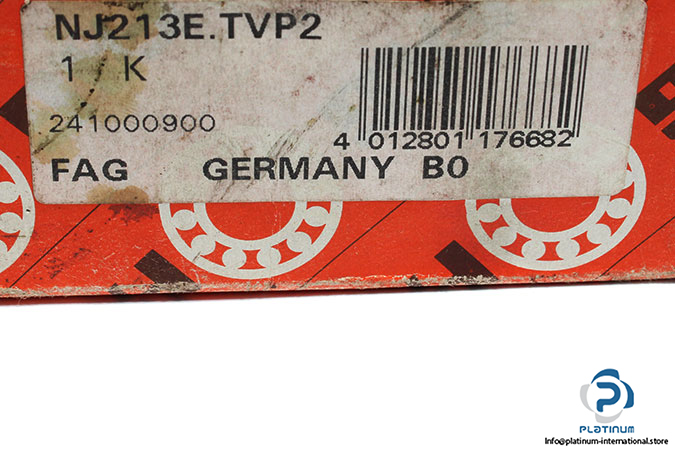 NJ213E.TVP2
1 K
241000900
4 012801 176682
FAG GERMANY B0
PLATINUM
Info@platinum-international.store